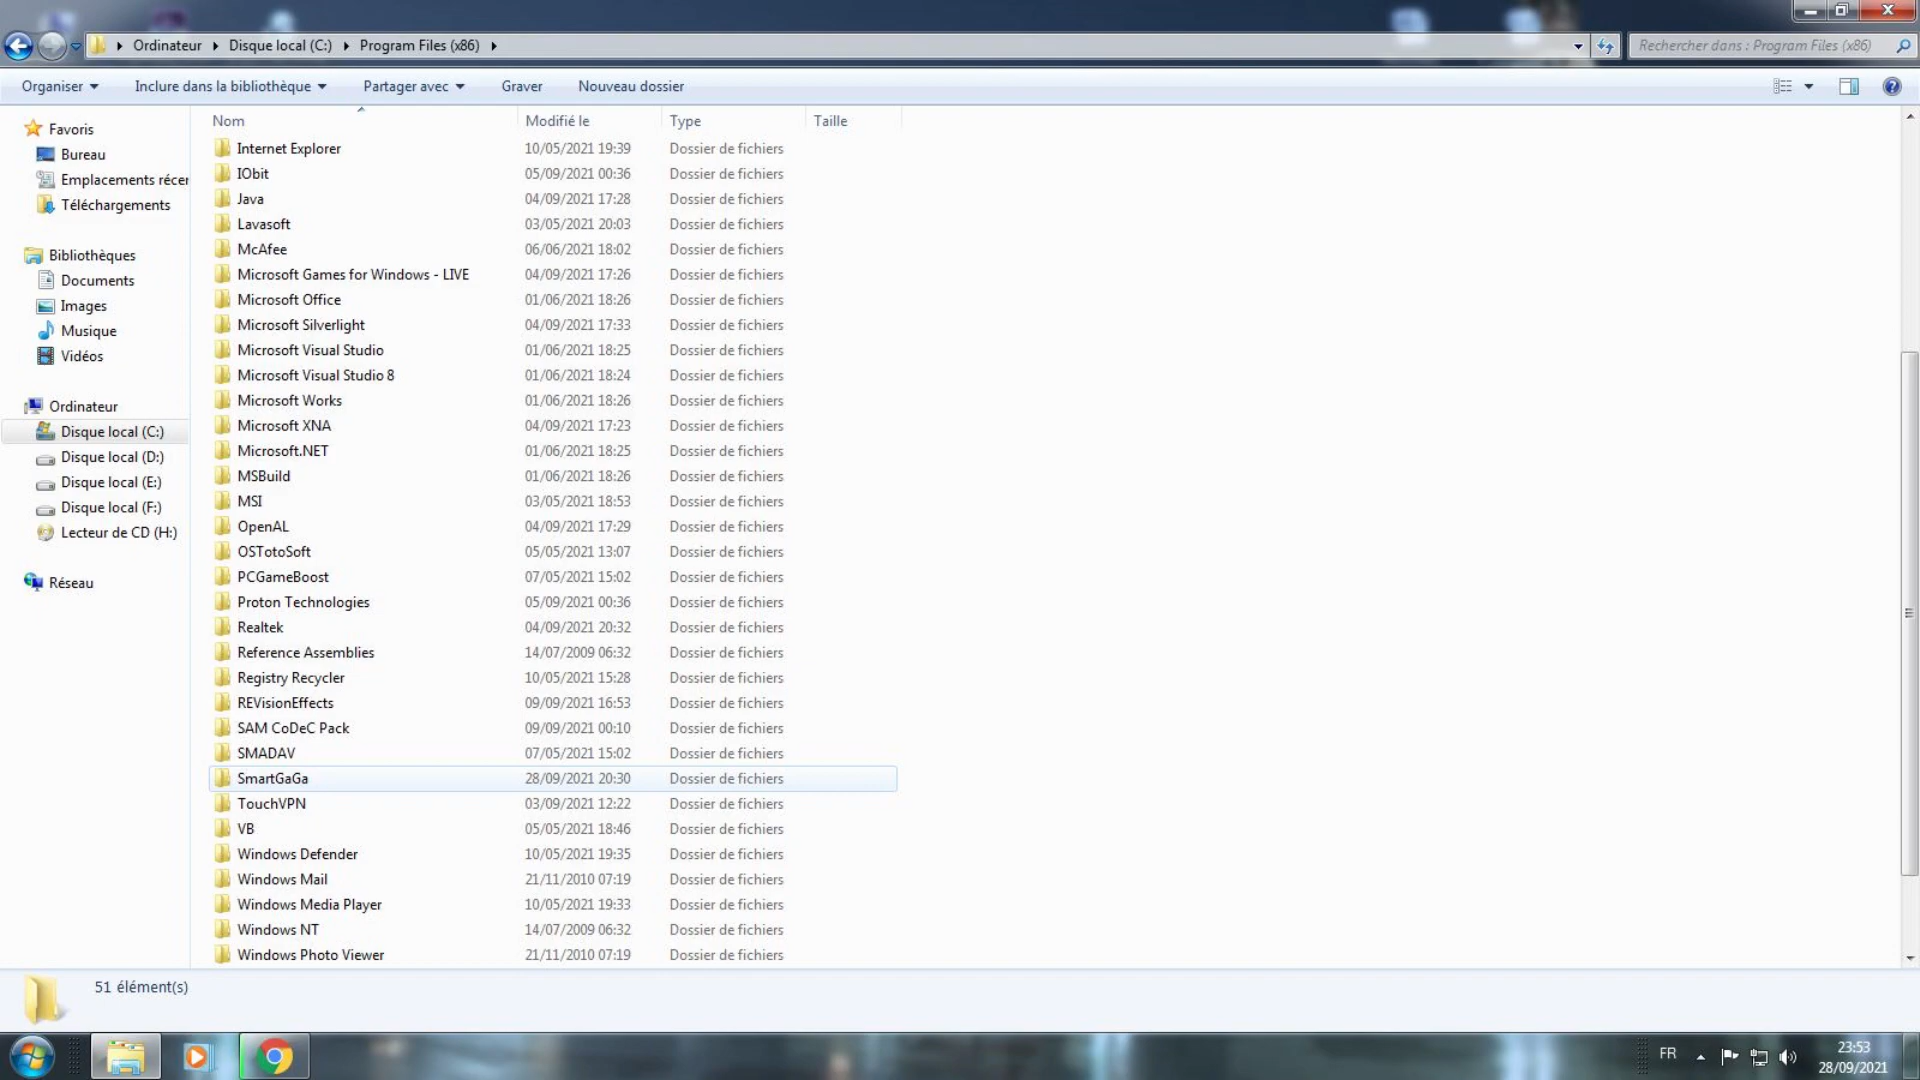 Ordinateur Disque local (C:) Program Files (x86) Rechercher dans : Program Files (x86)
Organiser Inclure dans la bibliothèque Partager avec Graver Nouveau dossier
Nom Modifié le Type Taille
Favoris
Bureau
Emplacements récen
Téléchargements
Bibliothèques
Documents
Images
Musique
Vidéos
Ordinateur
Disque local (C:)
Disque local (D:)
Disque local (E:)
Disque local (F:)
Lecteur de CD (H:)
Réseau
Internet Explorer 10/05/2021 19:39 Dossier de fichiers
IObit 05/09/2021 00:36 Dossier de fichiers
Java 04/09/2021 17:28 Dossier de fichiers
Lavasoft 03/05/2021 20:03 Dossier de fichiers
McAfee 06/06/2021 18:02 Dossier de fichiers
Microsoft Games for Windows - LIVE 04/09/2021 17:26 Dossier de fichiers
Microsoft Office 01/06/2021 18:26 Dossier de fichiers
Microsoft Silverlight 04/09/2021 17:33 Dossier de fichiers
Microsoft Visual Studio 01/06/2021 18:25 Dossier de fichiers
Microsoft Visual Studio 8 01/06/2021 18:24 Dossier de fichiers
Microsoft Works 01/06/2021 18:26 Dossier de fichiers
Microsoft XNA 04/09/2021 17:23 Dossier de fichiers
Microsoft.NET 01/06/2021 18:25 Dossier de fichiers
MSBuild 01/06/2021 18:26 Dossier de fichiers
MSI 03/05/2021 18:53 Dossier de fichiers
OpenAL 04/09/2021 17:29 Dossier de fichiers
OSTotoSoft 05/05/2021 13:07 Dossier de fichiers
PCGameBoost 07/05/2021 15:02 Dossier de fichiers
Proton Technologies 05/09/2021 00:36 Dossier de fichiers
Realtek 04/09/2021 20:32 Dossier de fichiers
Reference Assemblies 14/07/2009 06:32 Dossier de fichiers
Registry Recycler 10/05/2021 15:28 Dossier de fichiers
REVisionEffects 09/09/2021 16:53 Dossier de fichiers
SAM CoDeC Pack 09/09/2021 00:10 Dossier de fichiers
SMADAV 07/05/2021 15:02 Dossier de fichiers
SmartGaGa 28/09/2021 20:30 Dossier de fichiers
TouchVPN 03/09/2021 12:22 Dossier de fichiers
VB 05/05/2021 18:46 Dossier de fichiers
Windows Defender 10/05/2021 19:35 Dossier de fichiers
Windows Mail 21/11/2010 07:19 Dossier de fichiers
Windows Media Player 10/05/2021 19:33 Dossier de fichiers
Windows NT 14/07/2009 06:32 Dossier de fichiers
Windows Photo Viewer 21/11/2010 07:19 Dossier de fichiers
51 élément(s)
FR 23:53
28/09/2021